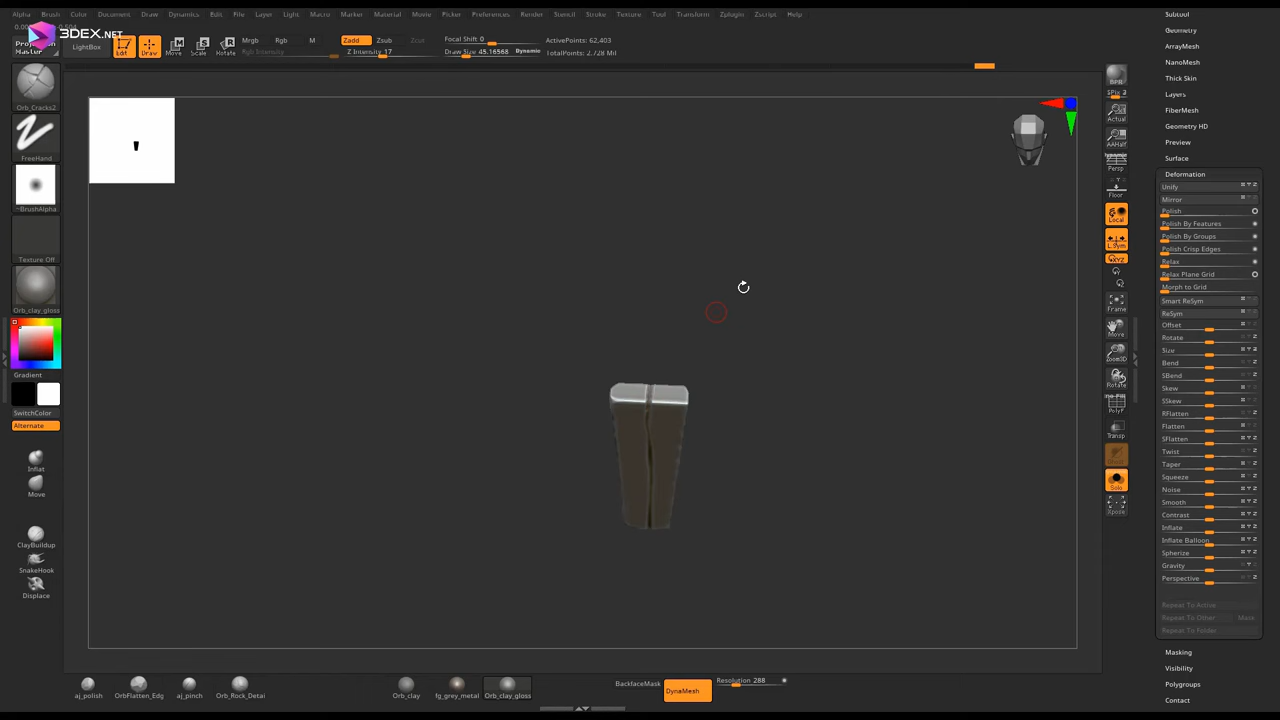 Alpha Brush Color Document Draw Dynamics Edit File Layer Light Macro Marker Material Movie Picker Preferences Render Stencil Stroke Texture Tool Transform Zplugin Zscript Help
3DEX.NET
LightBox
Edit
Draw
Move
Scale
Rotate
Mrgb Rgb M
Rgb Intensity
Zadd Zsub Zcut
Z Intensity 17
Focal Shift 0
Draw Size 45.16568 Dynamic
ActivePoints: 62,403
TotalPoints: 2.728 Mil
Orb_Cracks2
FreeHand
~BrushAlpha
Texture Off
Orb_clay_gloss
Gradient
SwitchColor
Alternate
Inflat
Move
ClayBuildup
SnakeHook
Displace
BPR
SPix 3
Actual
AAHalf
Dynamic
Persp
Floor
Local
L.Sym
XYZ
Frame
Move
Zoom3D
Rotate
PolyF
Transp
Solo
Xpose
Subtool
Geometry
ArrayMesh
NanoMesh
Thick Skin
Layers
FiberMesh
Geometry HD
Preview
Surface
Deformation
Unify
Mirror
Polish
Polish By Features
Polish By Groups
Polish Crisp Edges
Relax
Relax Plane Grid
Morph to Grid
Smart ReSym
ReSym
Offset
Rotate
Size
Bend
SBend
Skew
SSkew
RFlatten
Flatten
SFlatten
Twist
Taper
Squeeze
Noise
Smooth
Contrast
Inflate
Inflate Balloon
Spherize
Gravity
Perspective
Repeat To Active
Repeat To Other Mask
Repeat To Folder
Masking
Visibility
Polygroups
Contact
aj_polish
OrbFlatten_Edg
aj_pinch
Orb_Rock_Detai
Orb_clay
fg_grey_metal
Orb_clay_gloss
BackfaceMask
DynaMesh
Resolution 288